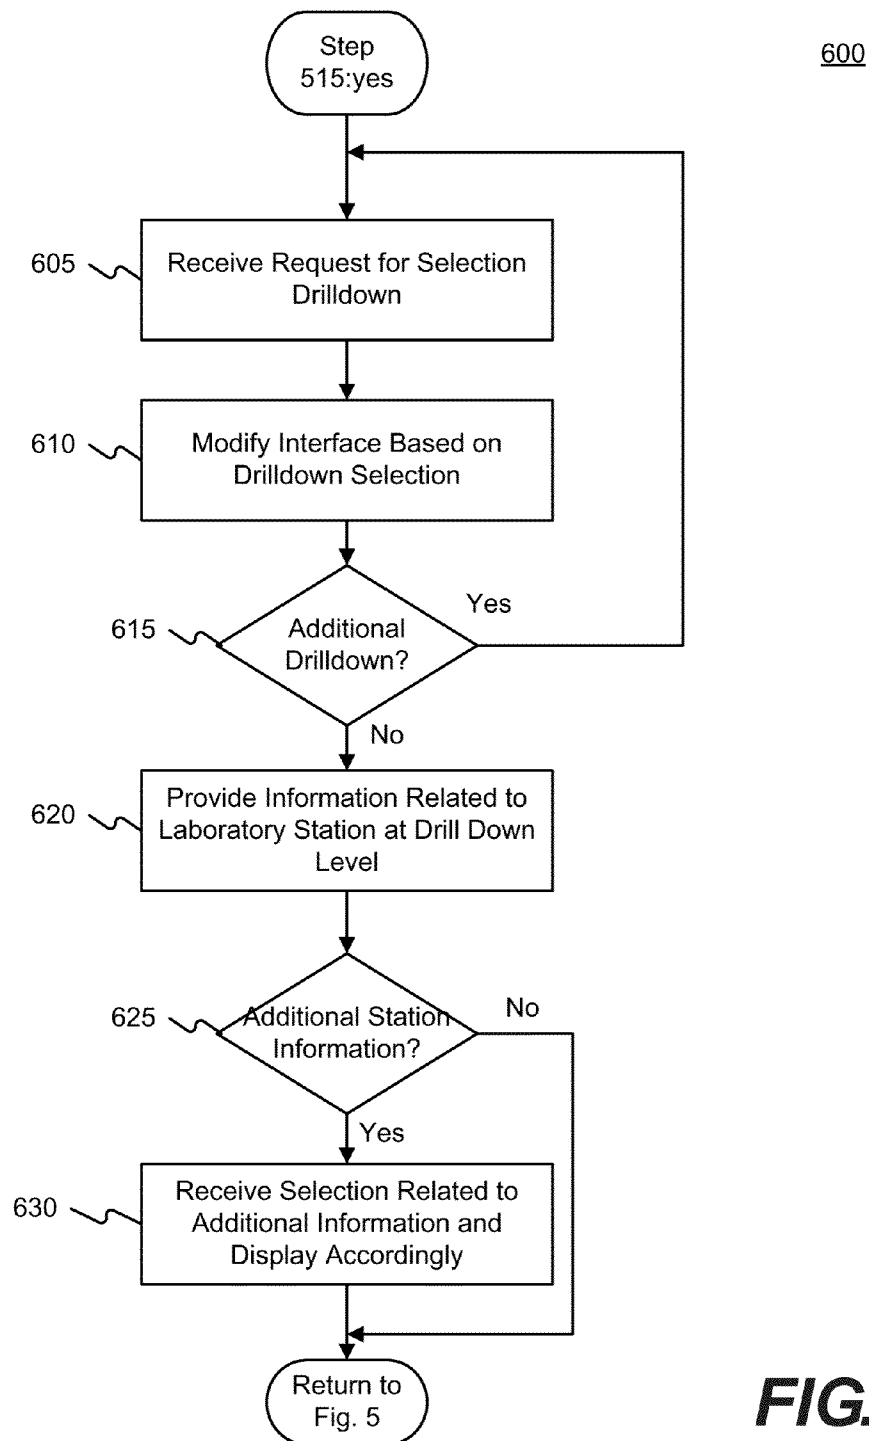 Step
515:yes
600
605
Receive Request for Selection
Drilldown
610
Modify Interface Based on
Drilldown Selection
615
Additional
Drilldown?
Yes
No
620
Provide Information Related to
Laboratory Station at Drill Down
Level
625
Additional Station
Information?
No
Yes
630
Receive Selection Related to
Additional Information and
Display Accordingly
Return to
Fig. 5
FIG.